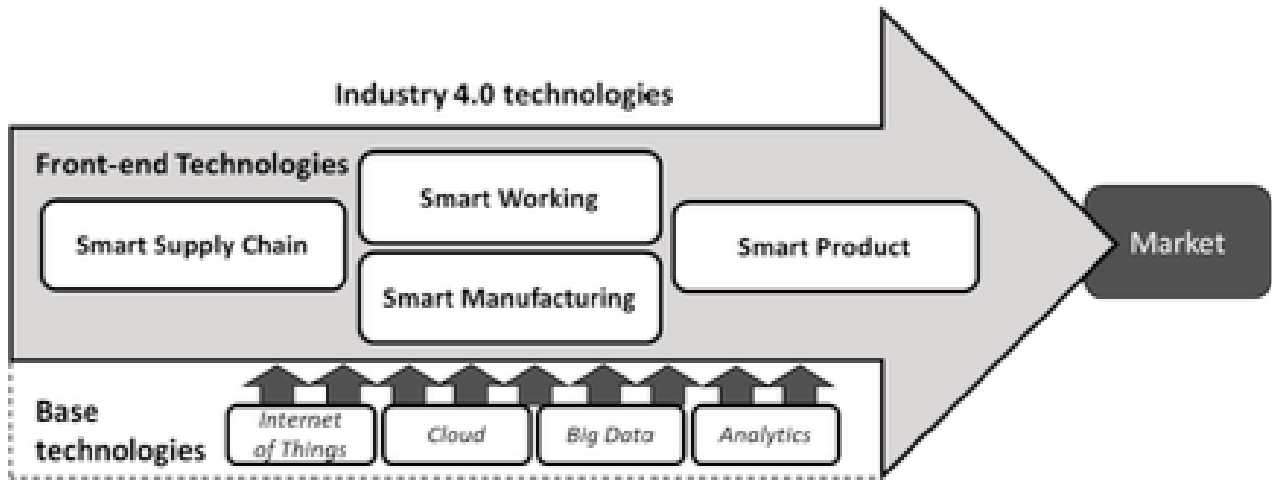 Industry 4.0 technologies
Front-end Technologies
Smart Working
Smart Supply Chain
Smart Product
Market
Smart Manufacturing
Base
technologies
Internet
of Things
Cloud
Big Data
Analytics